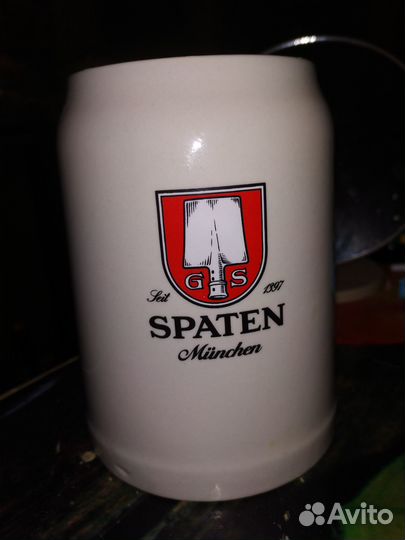 G S
Seit 1397
SPATEN
München
Avito